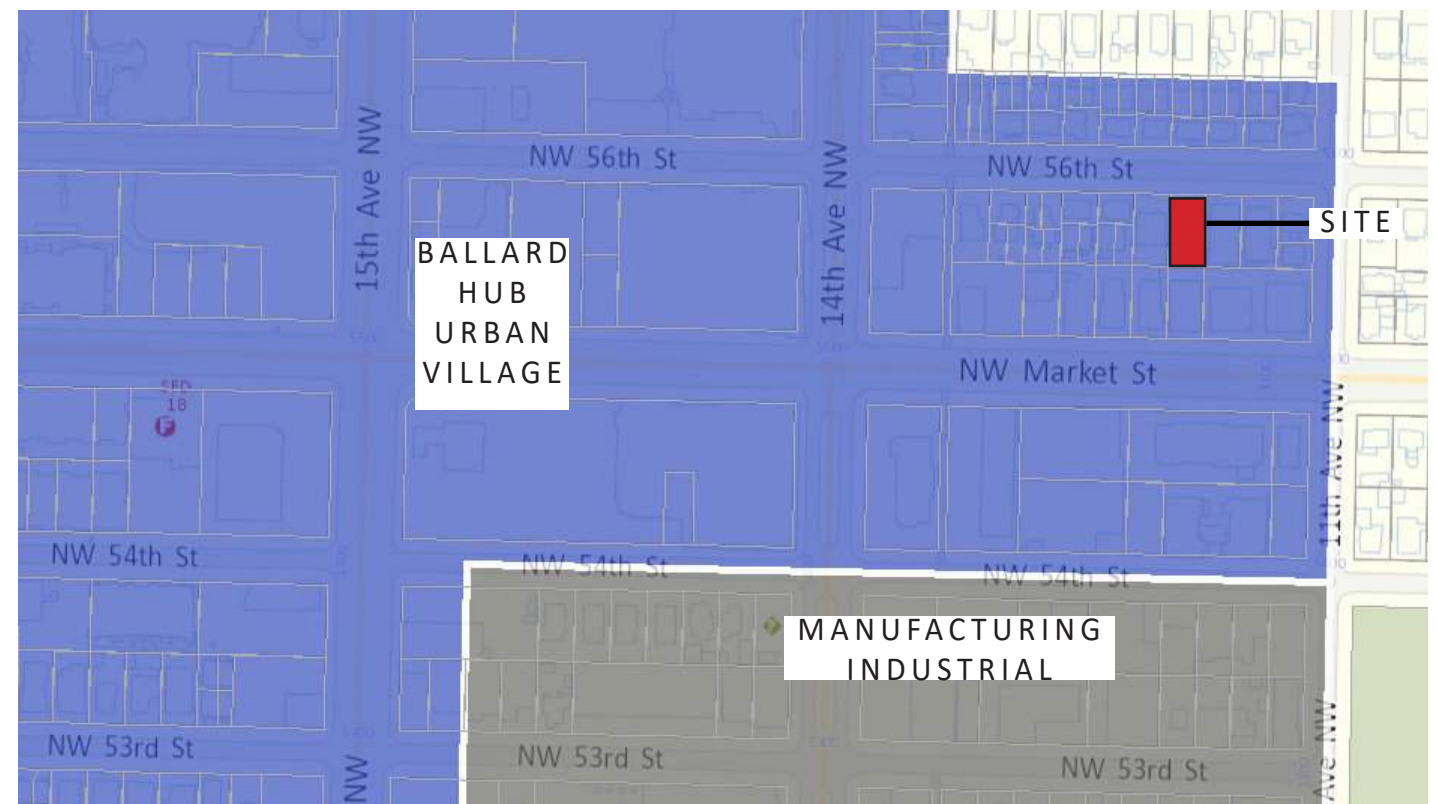 NW 56th St
NW 56th St
15th Ave NW
14th Ave NW
SITE
BALLARD
HUB
URBAN
VILLAGE
NW Market St
SFD
18
F
11th Ave NW
NW 54th St
NW 54th St
NW 54th St
MANUFACTURING
INDUSTRIAL
NW 53rd St
NW 53rd St
NW 53rd St
NW
Ave NW